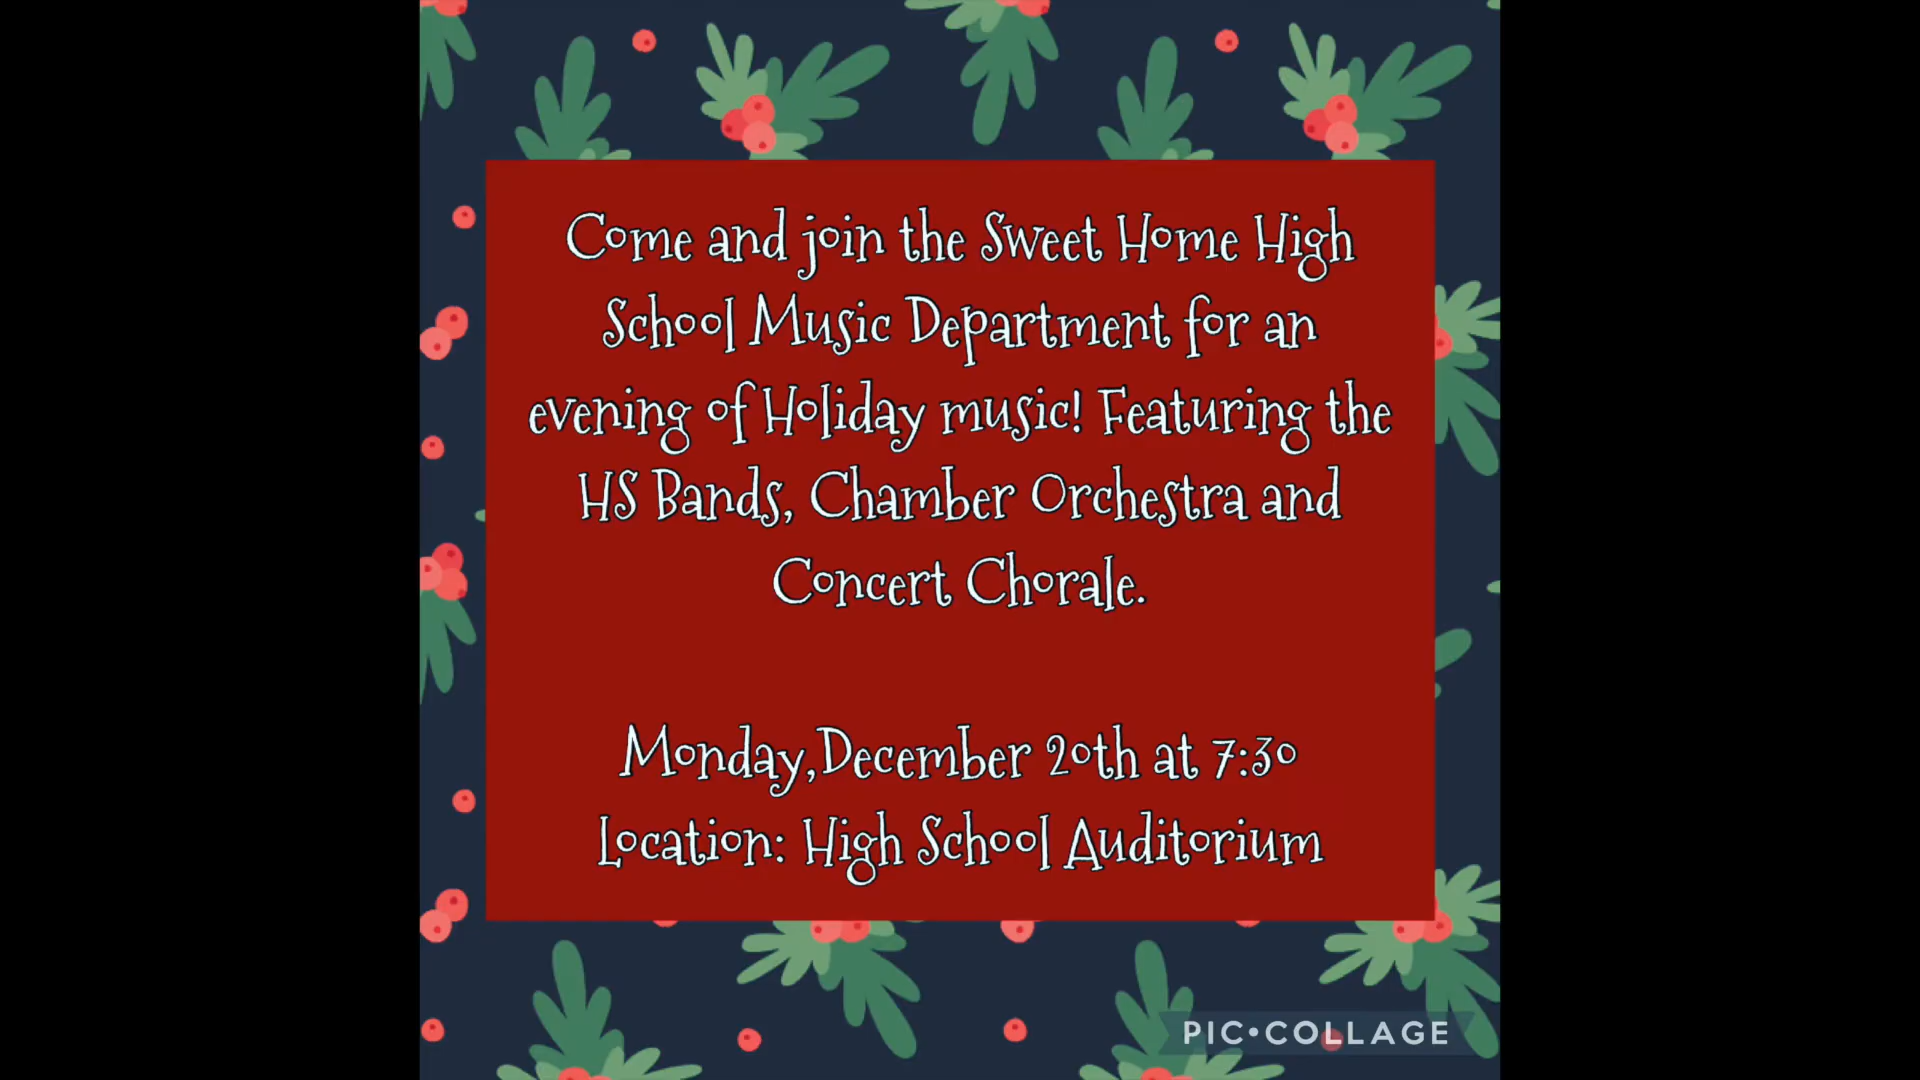 Come and join the Sweet Home High
School Music Department for an
evening of Holiday music! Featuring the
HS Bands, Chamber Orchestra and
Concert Chorale.
Monday,December 20th at 7:30
Location: High School Auditorium
PIC•COLLAGE